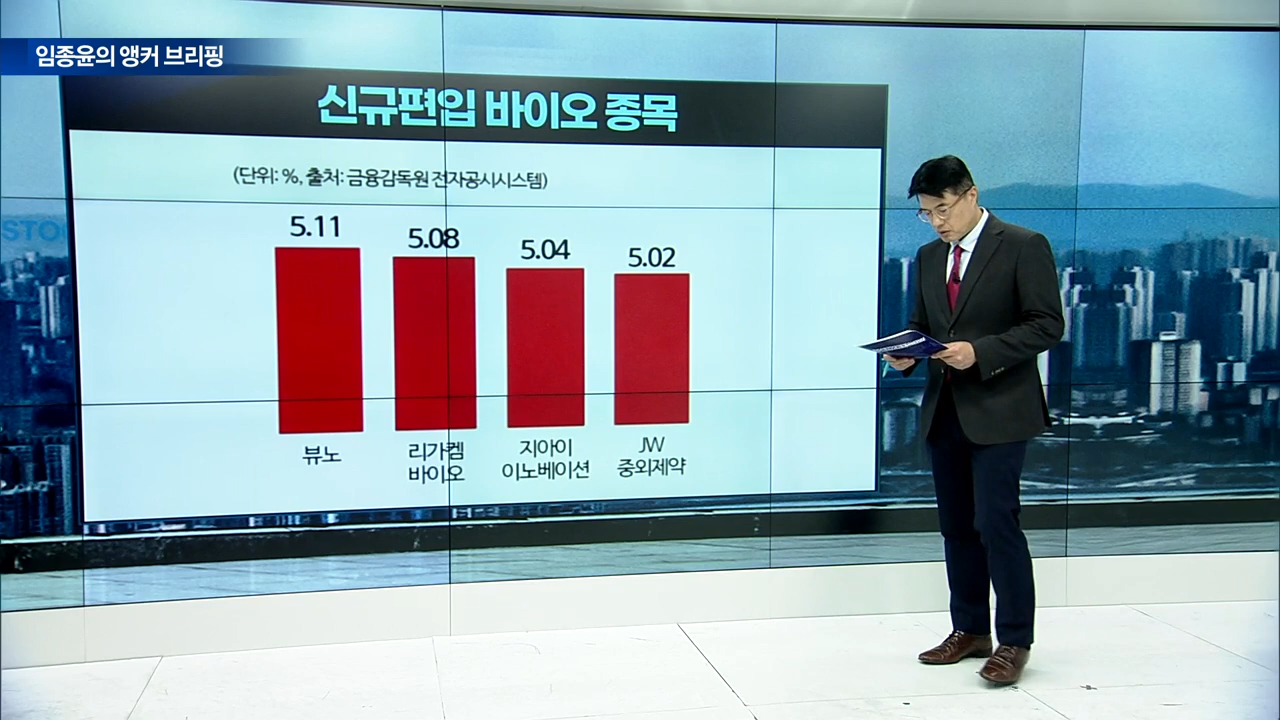 임종윤의 앵커 브리핑
신규편입 바이오 종목
(단위: %, 출처: 금융감독원 전자공시시스템)
STOC
5.11
5.08
5.04
5.02
뷰노
리가켐
바이오
지아이
이노베이션
JW
중외제약